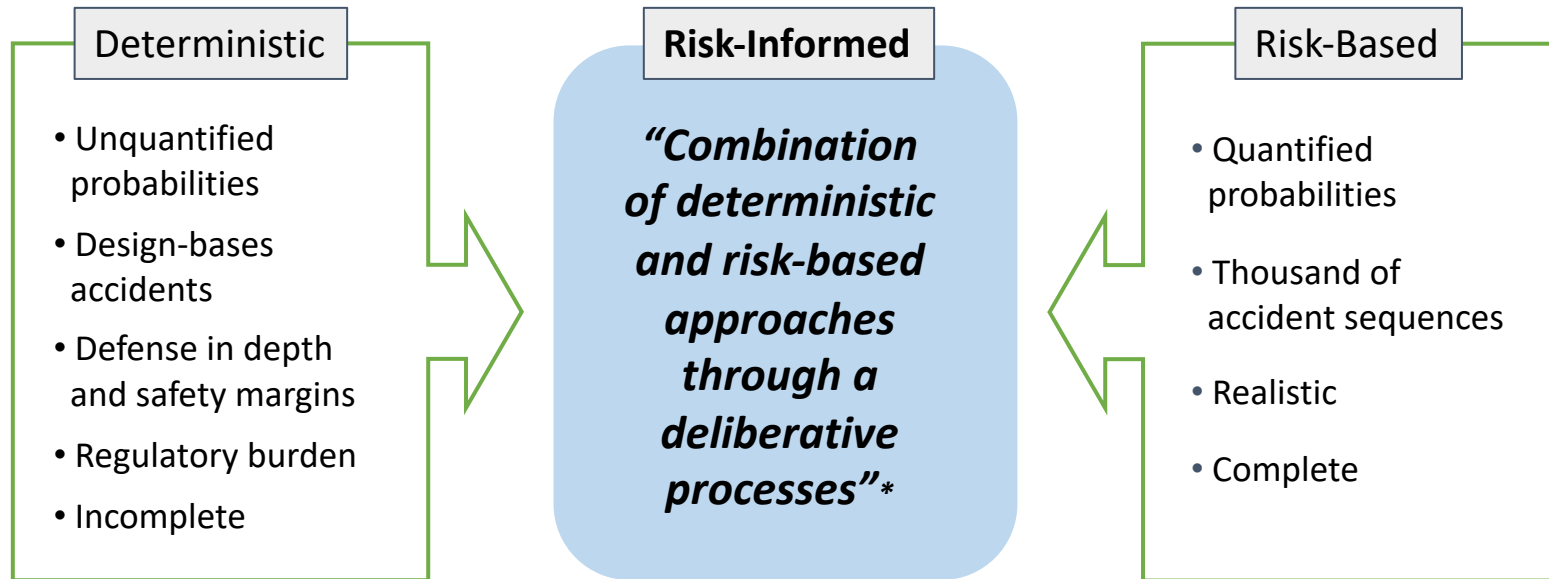 Deterministic
• Unquantified
probabilities
• Design-bases
accidents
• Defense in depth
and safety margins
• Regulatory burden
• Incomplete
Risk-Informed
“Combination
of deterministic
and risk-based
approaches
through a
deliberative
processes”*
Risk-Based
• Quantified
probabilities
• Thousand of
accident sequences
• Realistic
• Complete